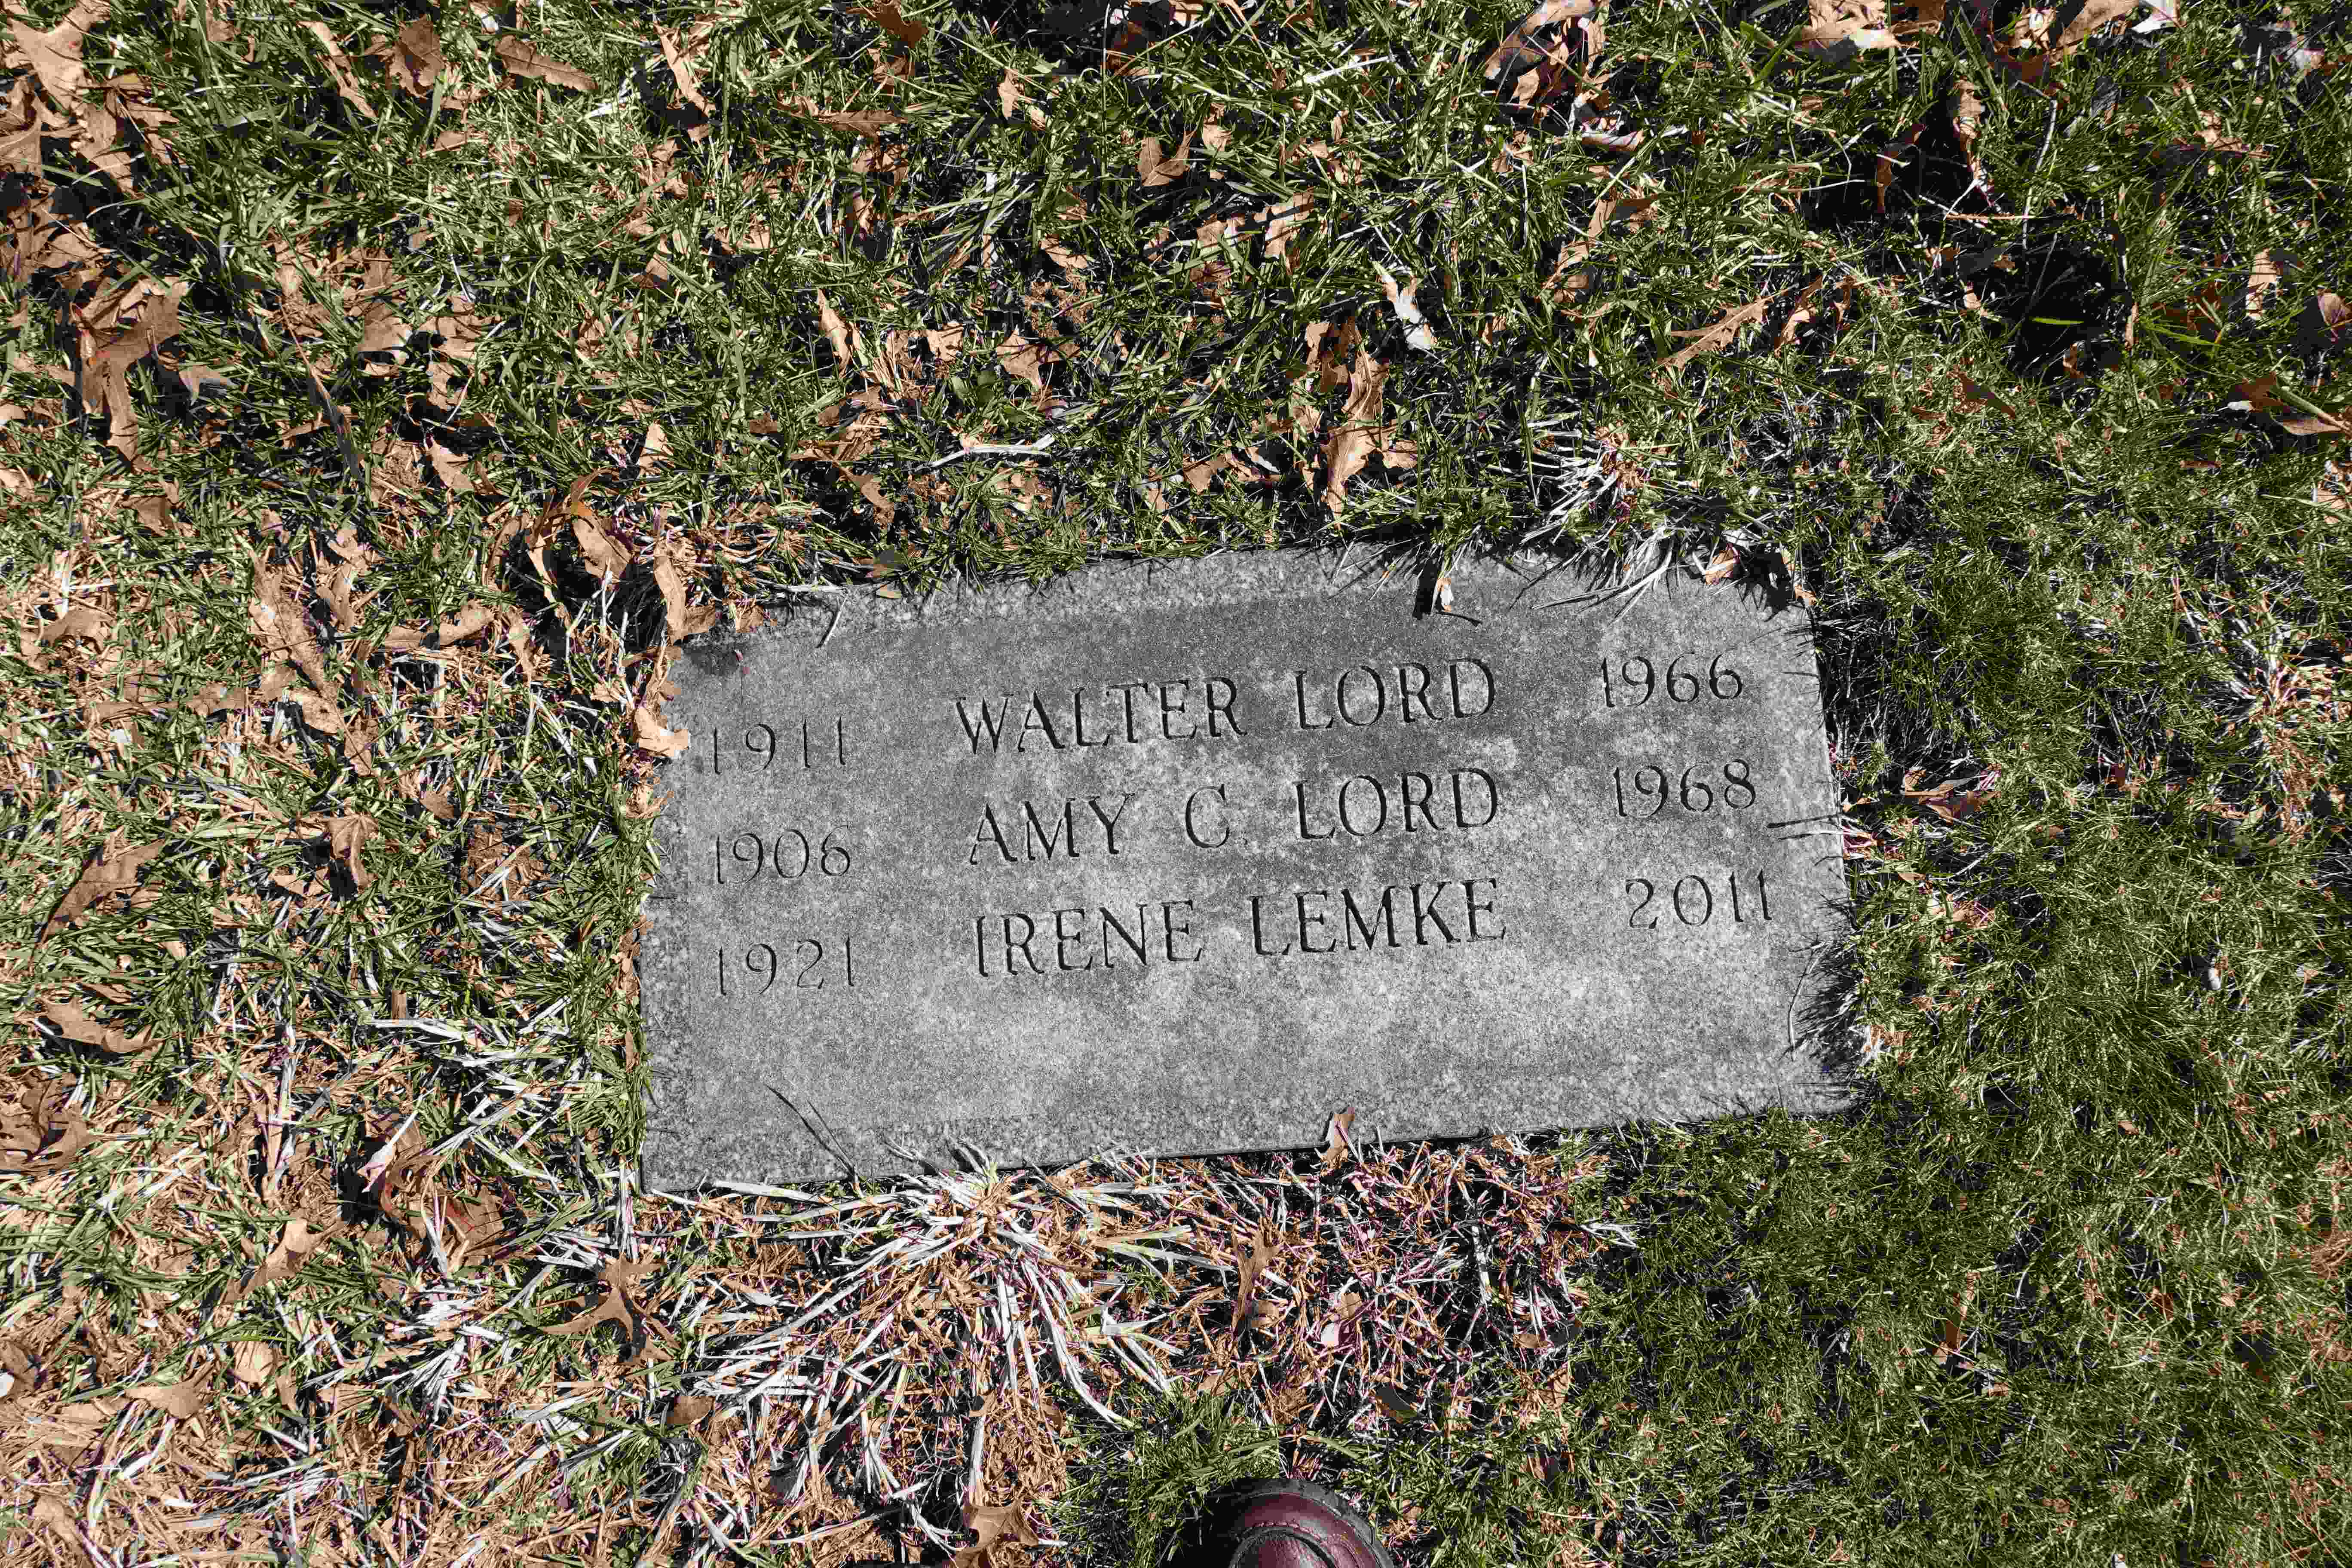 1911 WALTER LORD 1966
1906 AMY C. LORD 1968
1921 IRENE LEMKE 2011